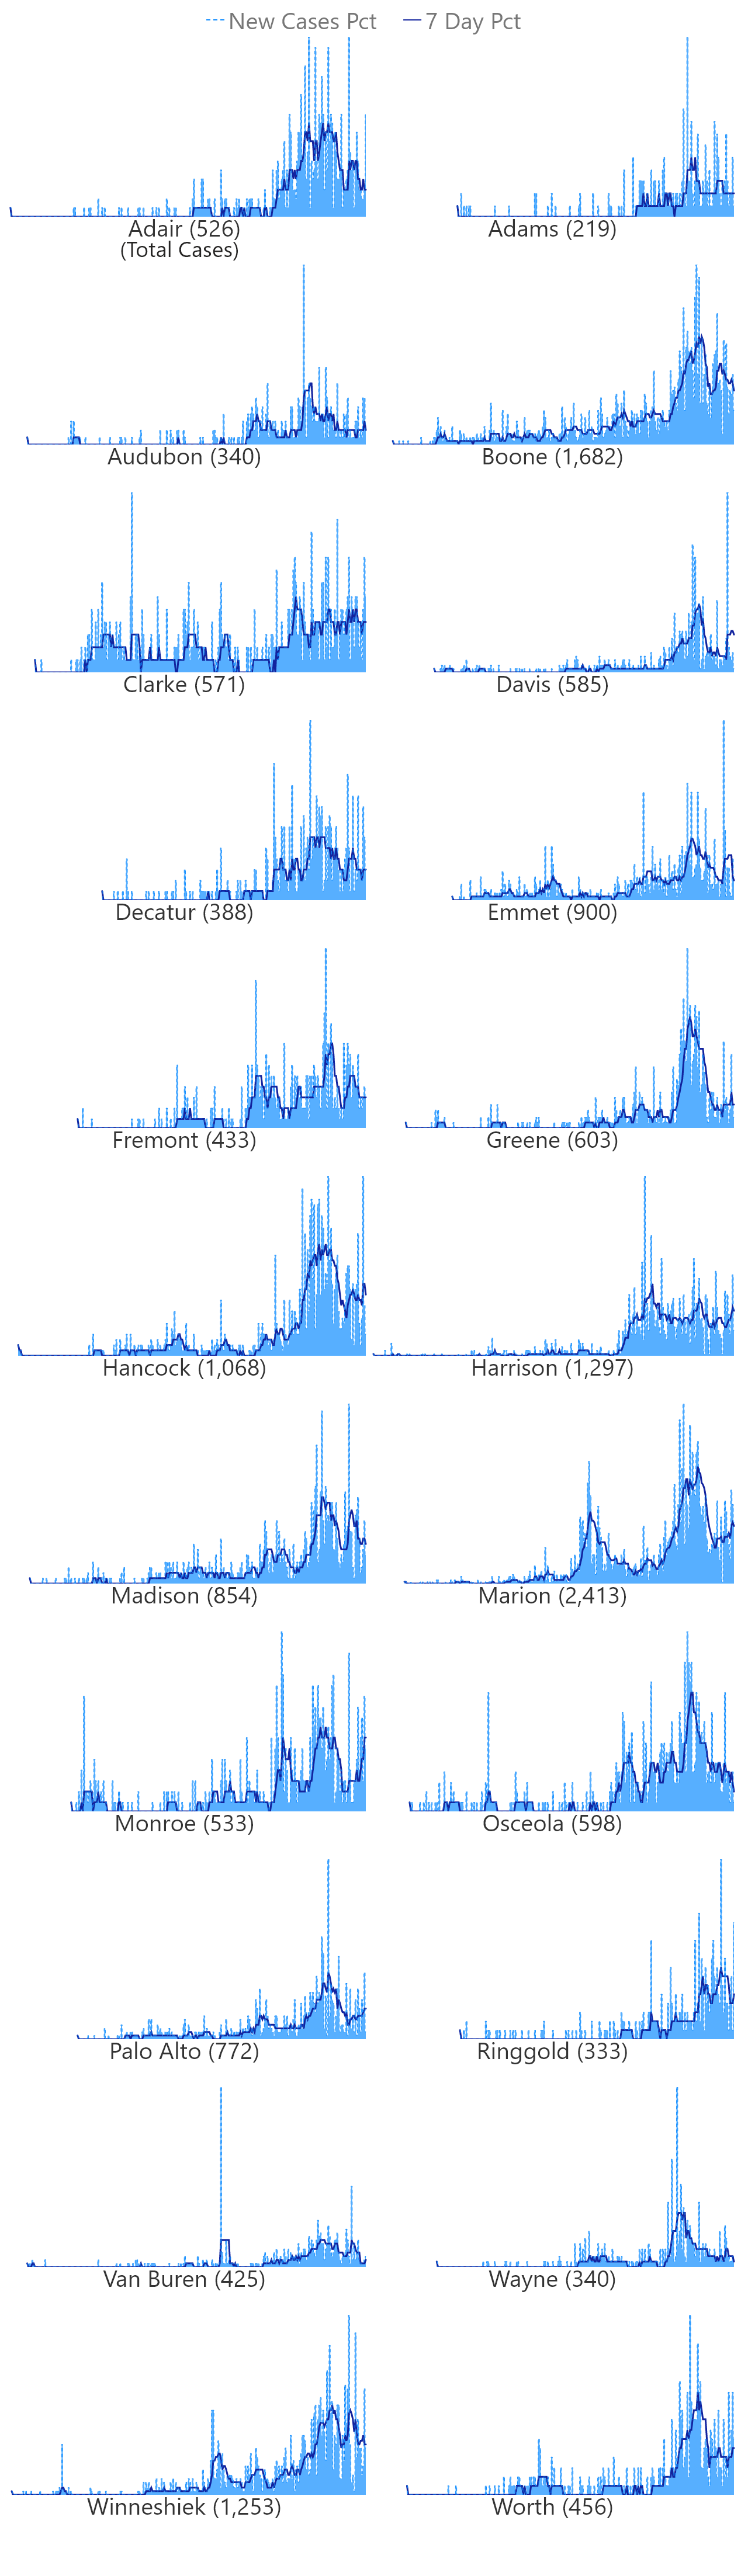 New Cases Pct 7 Day Pct
Adair (526) Adams (219)
(Total Cases)
Audubon (340) Boone (1,682)
Clarke (571) Davis (585)
Decatur (388) Emmet (900)
Fremont (433) Greene (603)
Hancock (1,068) Harrison (1,297)
Madison (854) Marion (2,413)
Monroe (533) Osceola (598)
Palo Alto (772) Ringgold (333)
Van Buren (425) Wayne (340)
Winneshiek (1,253) Worth (456)